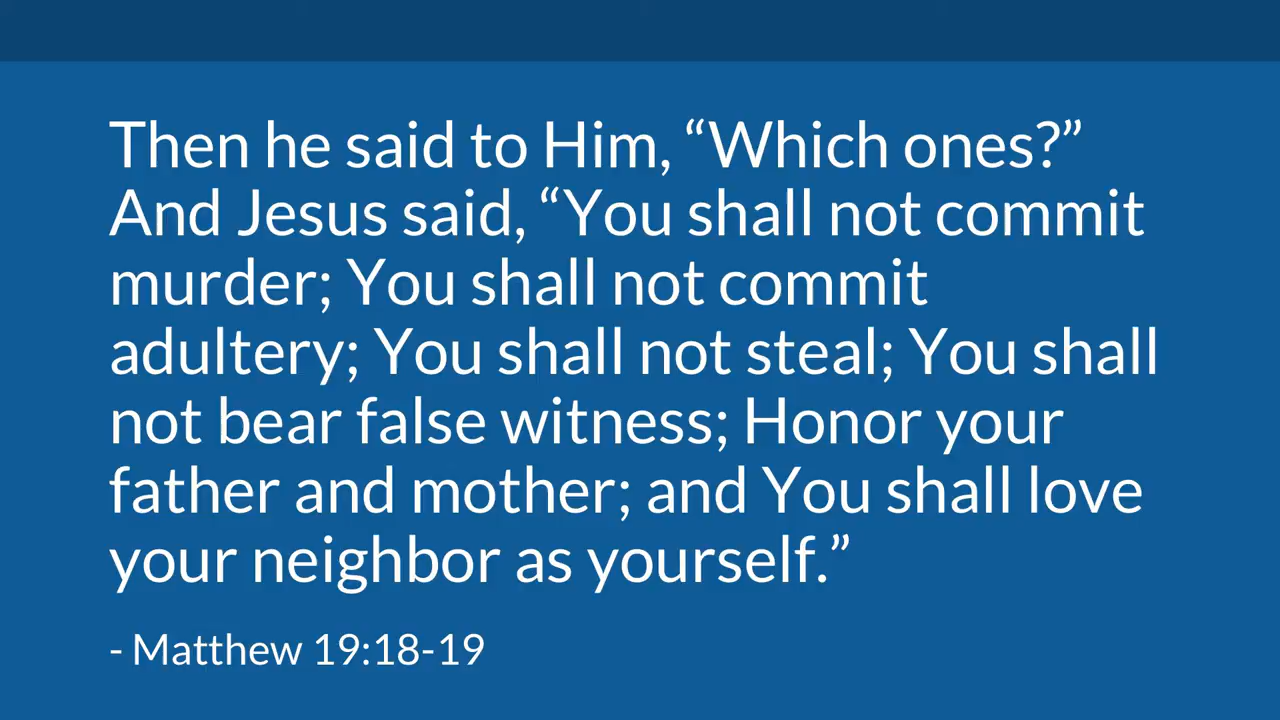 Then he said to Him, “Which ones?”
And Jesus said, “You shall not commit
murder; You shall not commit
adultery; You shall not steal; You shall
not bear false witness; Honor your
father and mother; and You shall love
your neighbor as yourself.”
- Matthew 19:18-19